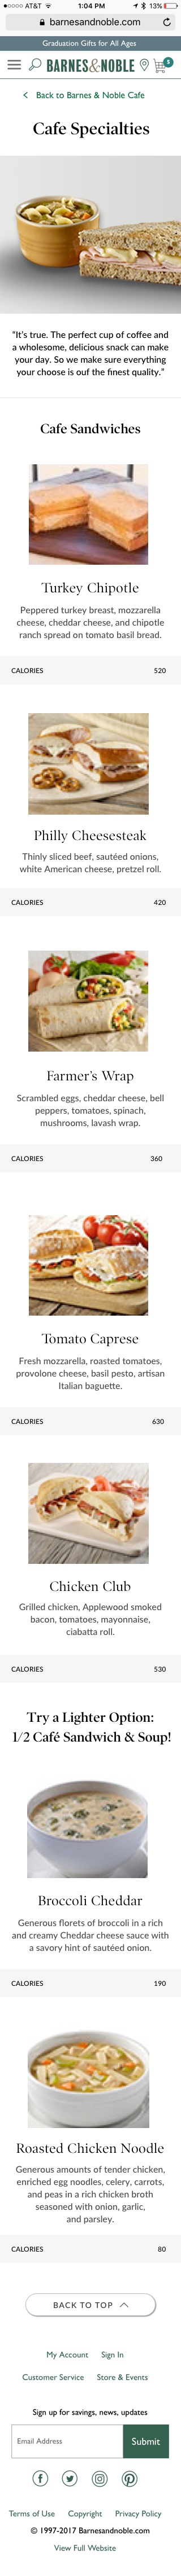 AT&T 1:04 PM 13%
barnesandnoble.com
Graduation Gifts for All Ages
BARNES&NOBLE
Back to Barnes & Noble Cafe
Cafe Specialties
"It's true. The perfect cup of coffee and
a wholesome, delicious snack can make
your day. So we make sure everything
your choose is ouf the finest quality."
Cafe Sandwiches
Turkey Chipotle
Peppered turkey breast, mozzarella
cheese, cheddar cheese, and chipotle
ranch spread on tomato basil bread.
CALORIES 520
Philly Cheesesteak
Thinly sliced beef, sautéed onions,
white American cheese, pretzel roll.
CALORIES 420
Farmer's Wrap
Scrambled eggs, cheddar cheese, bell
peppers, tomatoes, spinach,
mushrooms, lavash wrap.
CALORIES 360
Tomato Caprese
Fresh mozzarella, roasted tomatoes,
provolone cheese, basil pesto, artisan
Italian baguette.
CALORIES 630
Chicken Club
Grilled chicken, Applewood smoked
bacon, tomatoes, mayonnaise,
ciabatta roll.
CALORIES 530
Try a Lighter Option:
1/2 Café Sandwich & Soup!
Broccoli Cheddar
Generous florets of broccoli in a rich
and creamy Cheddar cheese sauce with
a savory hint of sautéed onion.
CALORIES 190
Roasted Chicken Noodle
Generous amounts of tender chicken,
enriched egg noodles, celery, carrots,
and peas in a rich chicken broth
seasoned with onion, garlic,
and parsley.
CALORIES 80
BACK TO TOP
My Account Sign In
Customer Service Store & Events
Sign up for savings, news, updates
Email Address Submit
Terms of Use Copyright Privacy Policy
© 1997-2017 Barnesandnoble.com
View Full Website